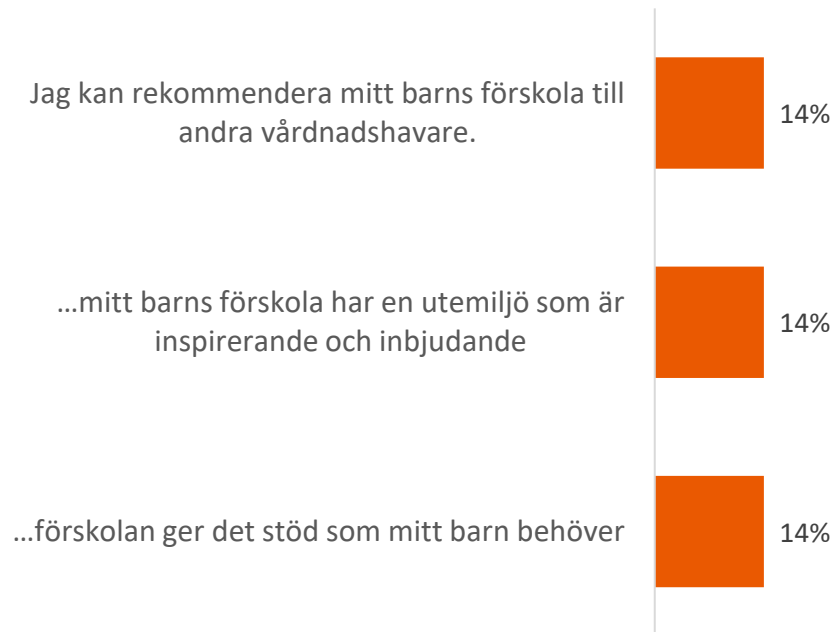 Jag kan rekommendera mitt barns förskola till
andra vårdnadshavare.
14%
...mitt barns förskola har en utemiljö som är
inspirerande och inbjudande
14%
...förskolan ger det stöd som mitt barn behöver
14%